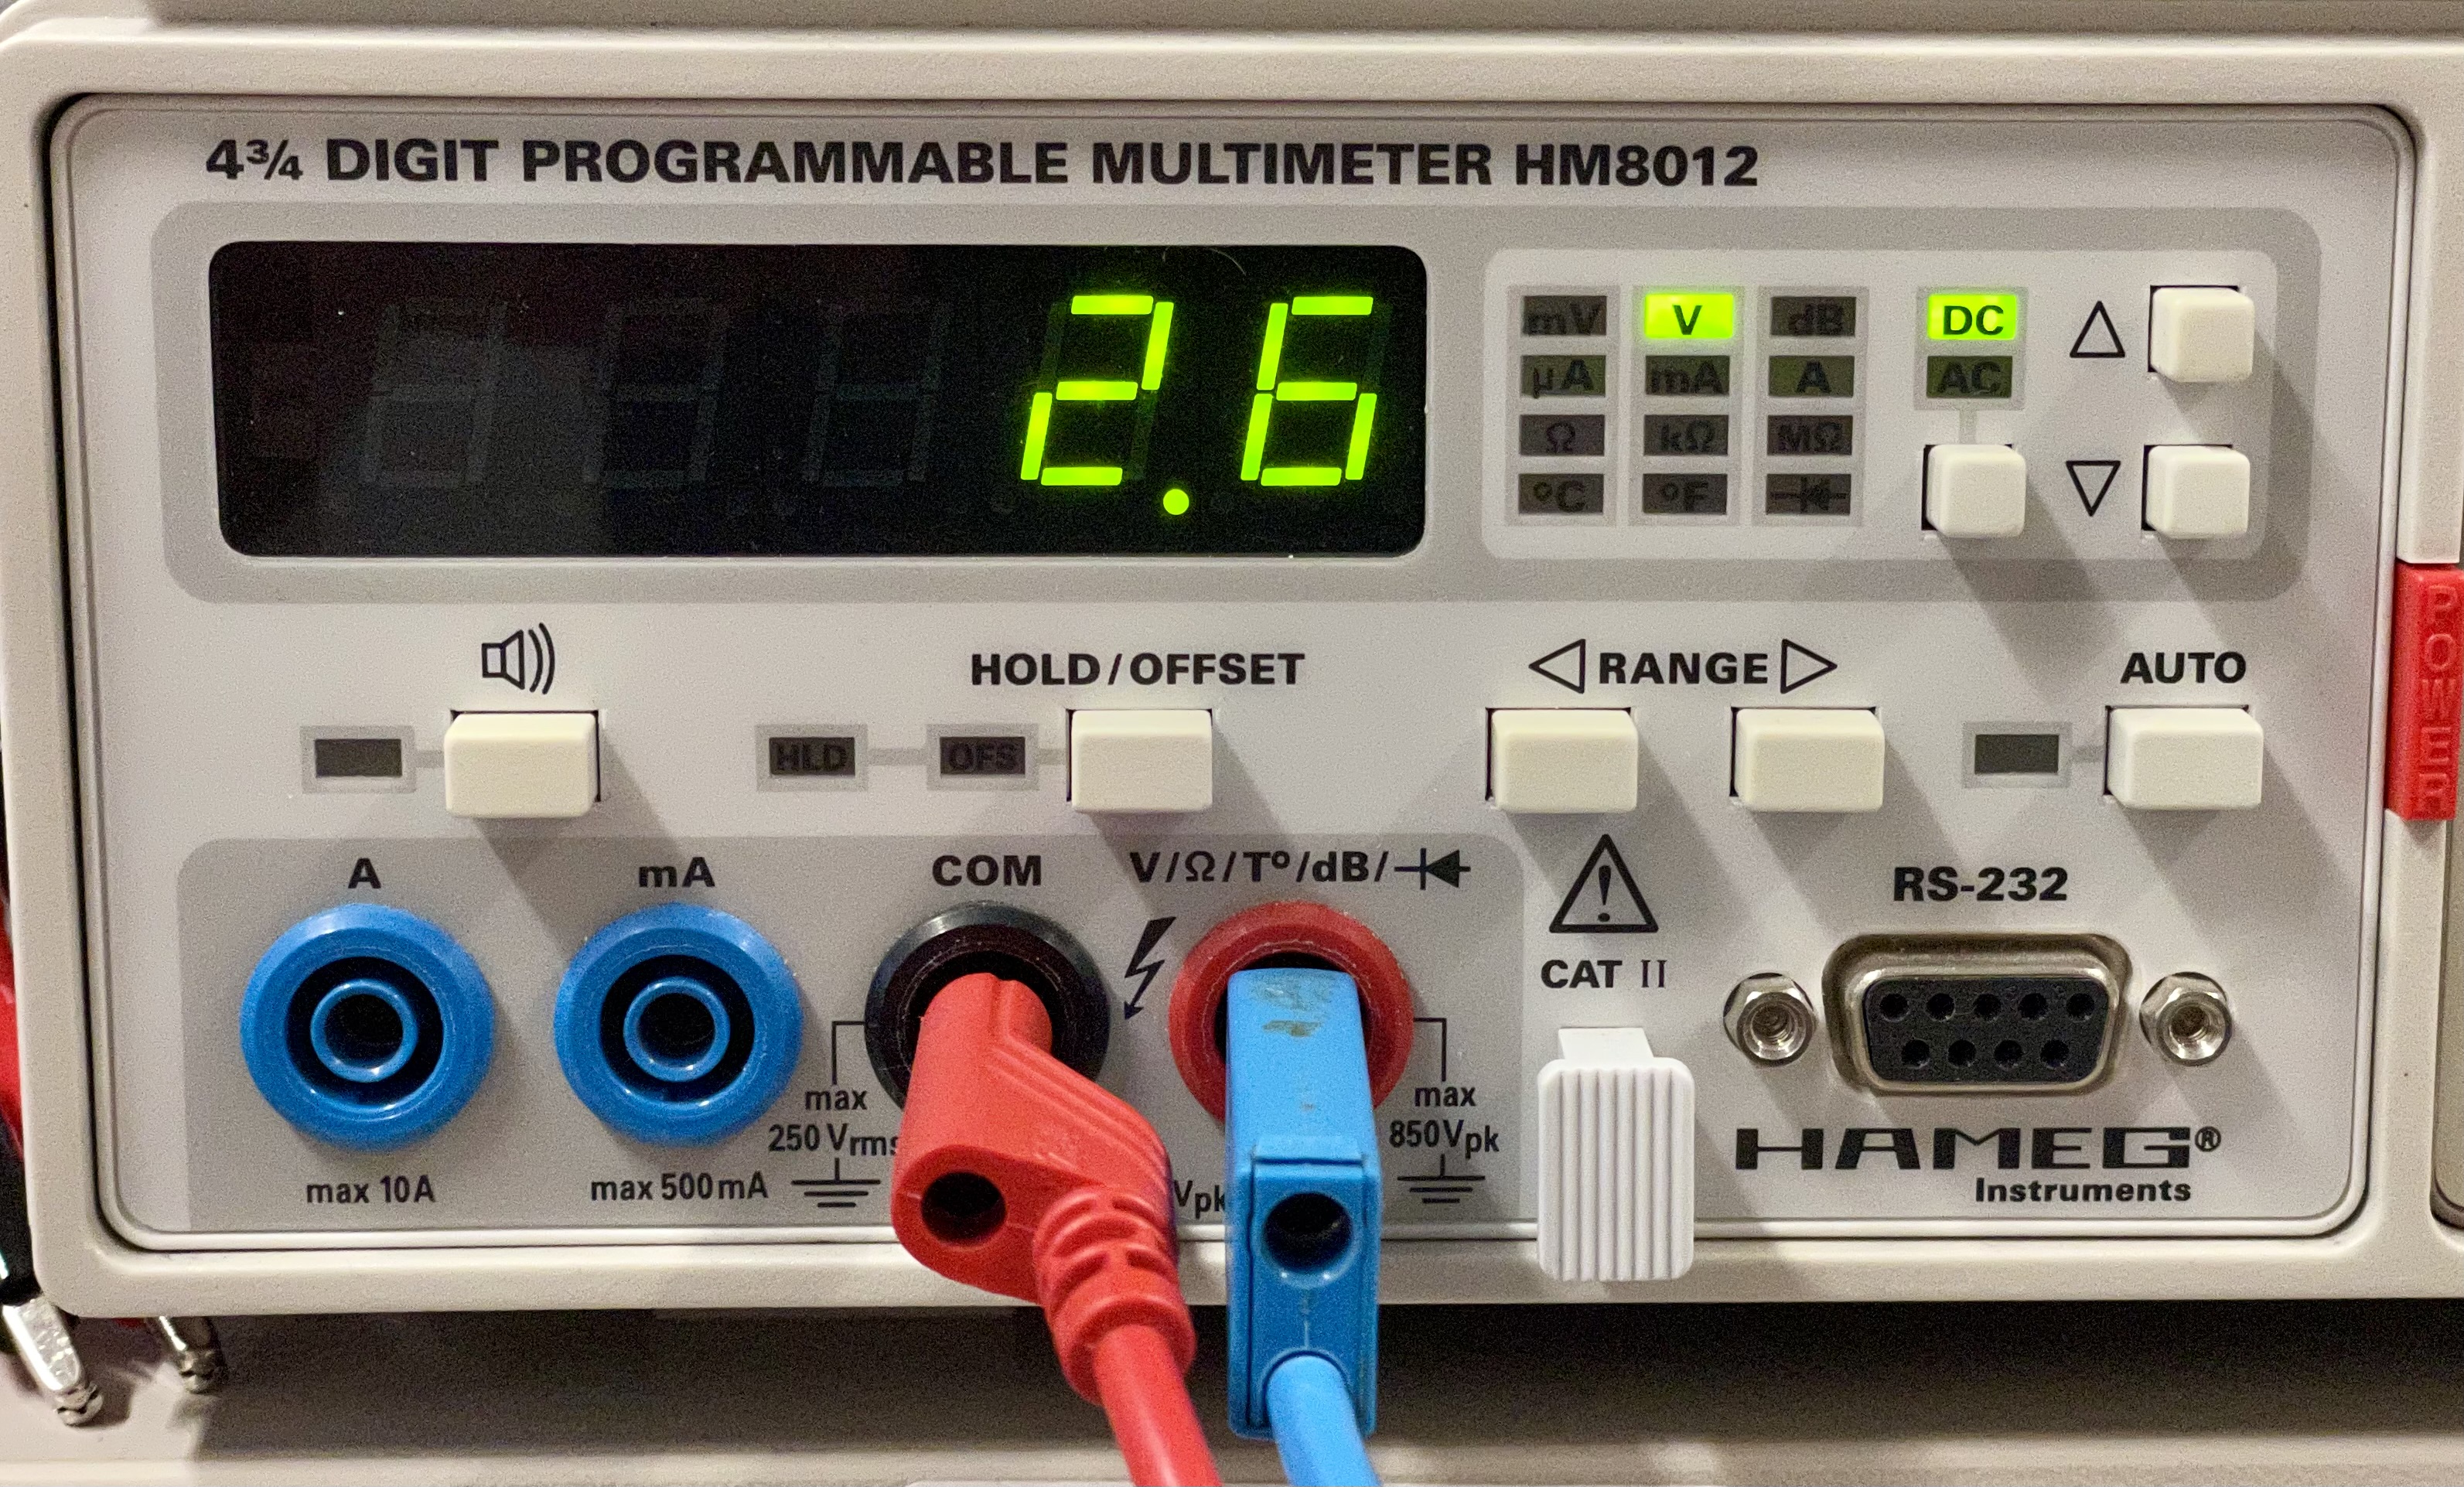 4¾ DIGIT PROGRAMMABLE MULTIMETER HM8012
2.6
mV V dB DC
µA mA A AC
Ω kΩ MΩ
°C °F
HOLD/OFFSET
RANGE
AUTO
HLD OFS
POWER
A
mA
COM
V/Ω/T°/dB/
CAT II
RS-232
max
250 Vrms
max
850Vpk
max 10A
max 500mA
Vpk
HAMEG®
Instruments